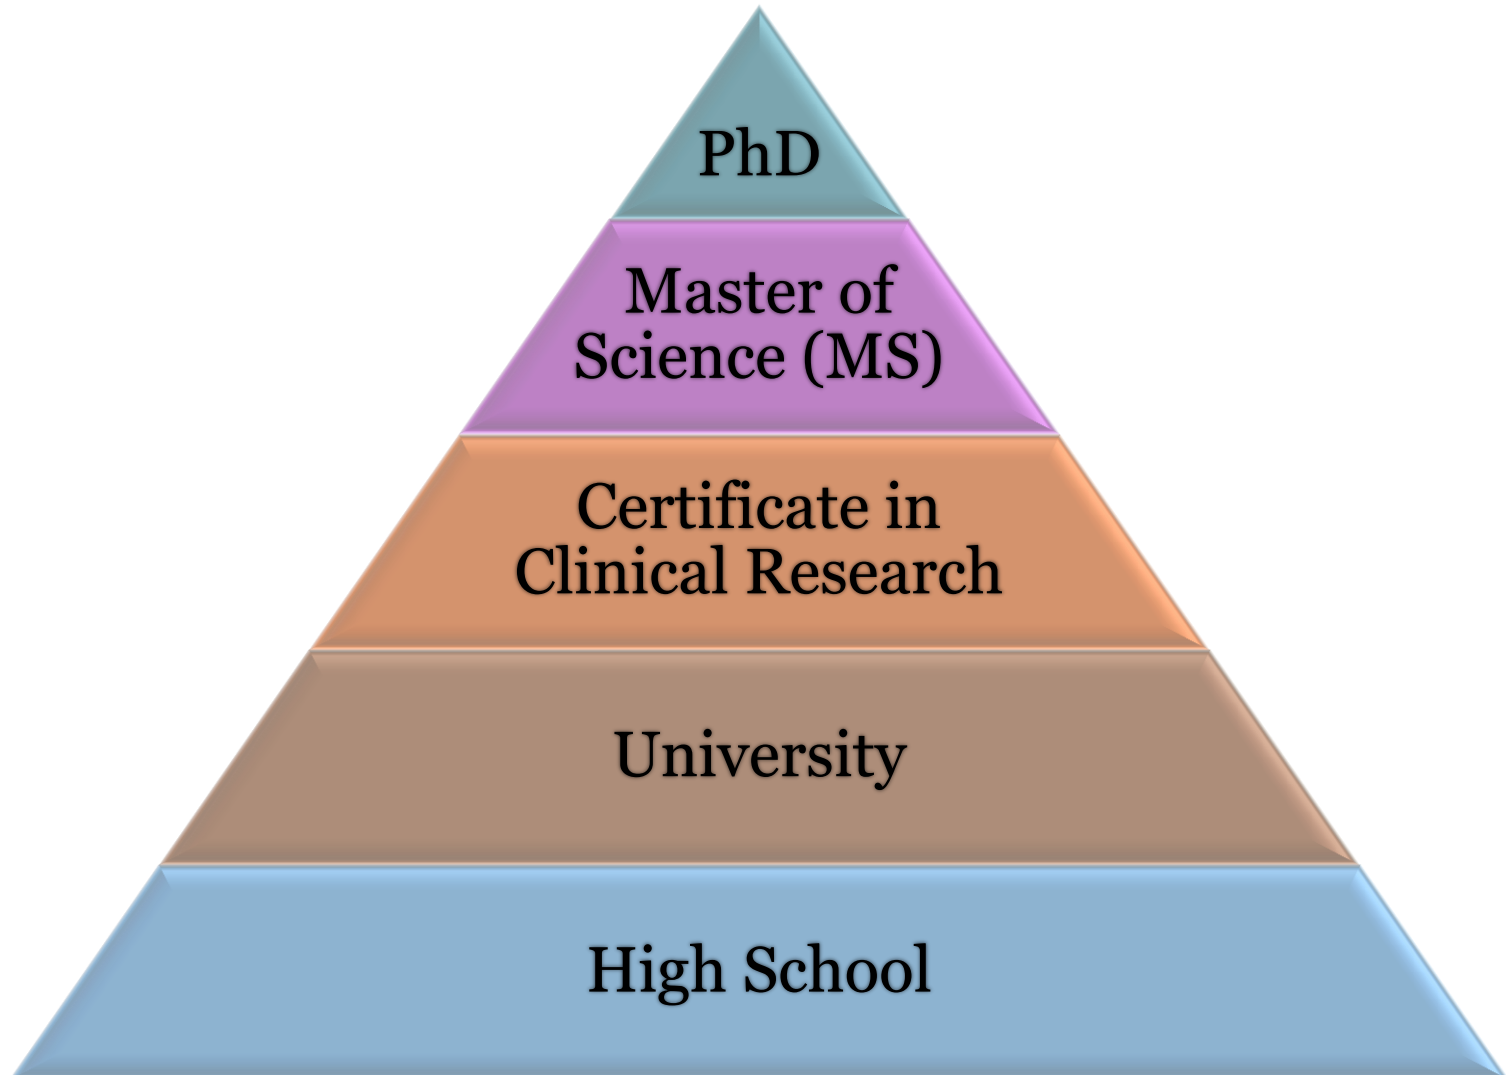 PhD
Master of
Science (MS)
Certificate in
Clinical Research
University
High School